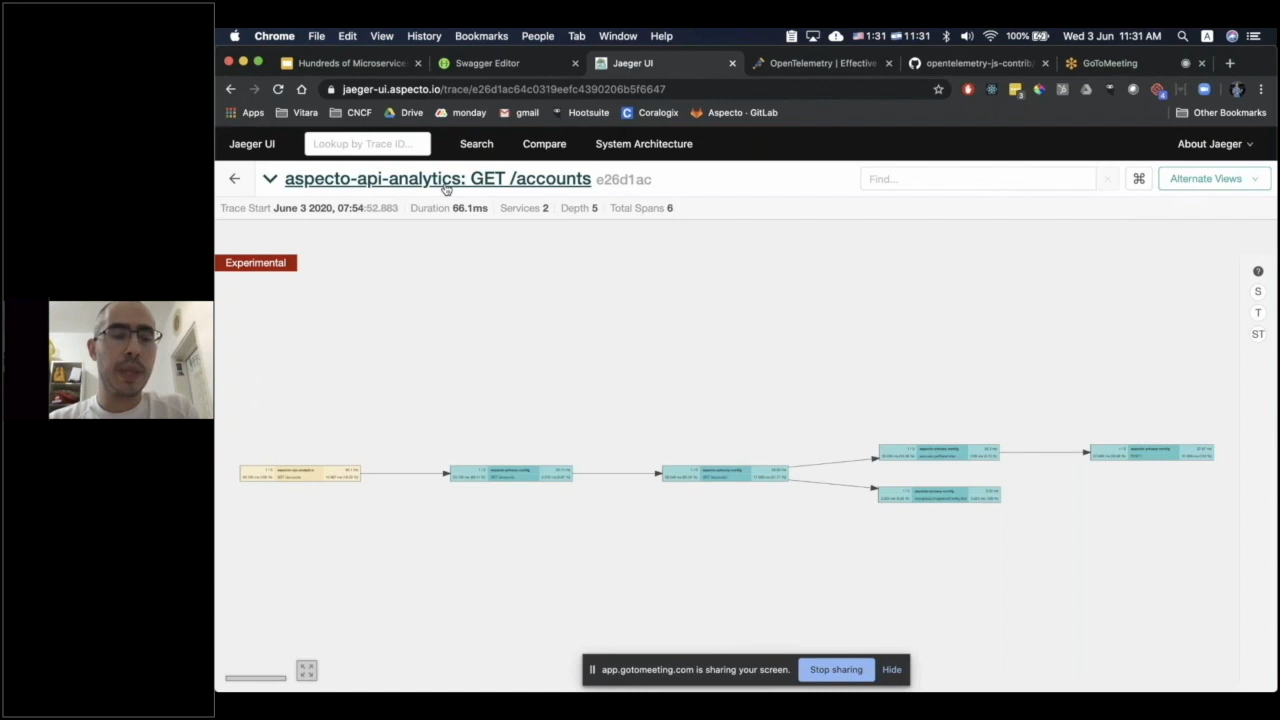 Chrome File Edit View History Bookmarks People Tab Window Help 1:31 11:31 100% Wed 3 Jun 11:31 AM A
Hundreds of Microservice Swagger Editor Jaeger UI OpenTelemetry | Effective opentelemetry-js-contrib/ GoToMeeting
jaeger-ui.aspecto.io/trace/e26d1ac64c0319eefc4390206b5f6647
Apps Vitara CNCF Drive monday gmail Hootsuite Coralogix Aspecto - GitLab Other Bookmarks
Jaeger UI Lookup by Trace ID... Search Compare System Architecture About Jaeger
aspecto-api-analytics: GET /accounts e26d1ac Find... Alternate Views
Trace Start June 3 2020, 07:54:52.883 Duration 66.1ms Services 2 Depth 5 Total Spans 6
Experimental
S
T
ST
app.gotomeeting.com is sharing your screen. Stop sharing Hide